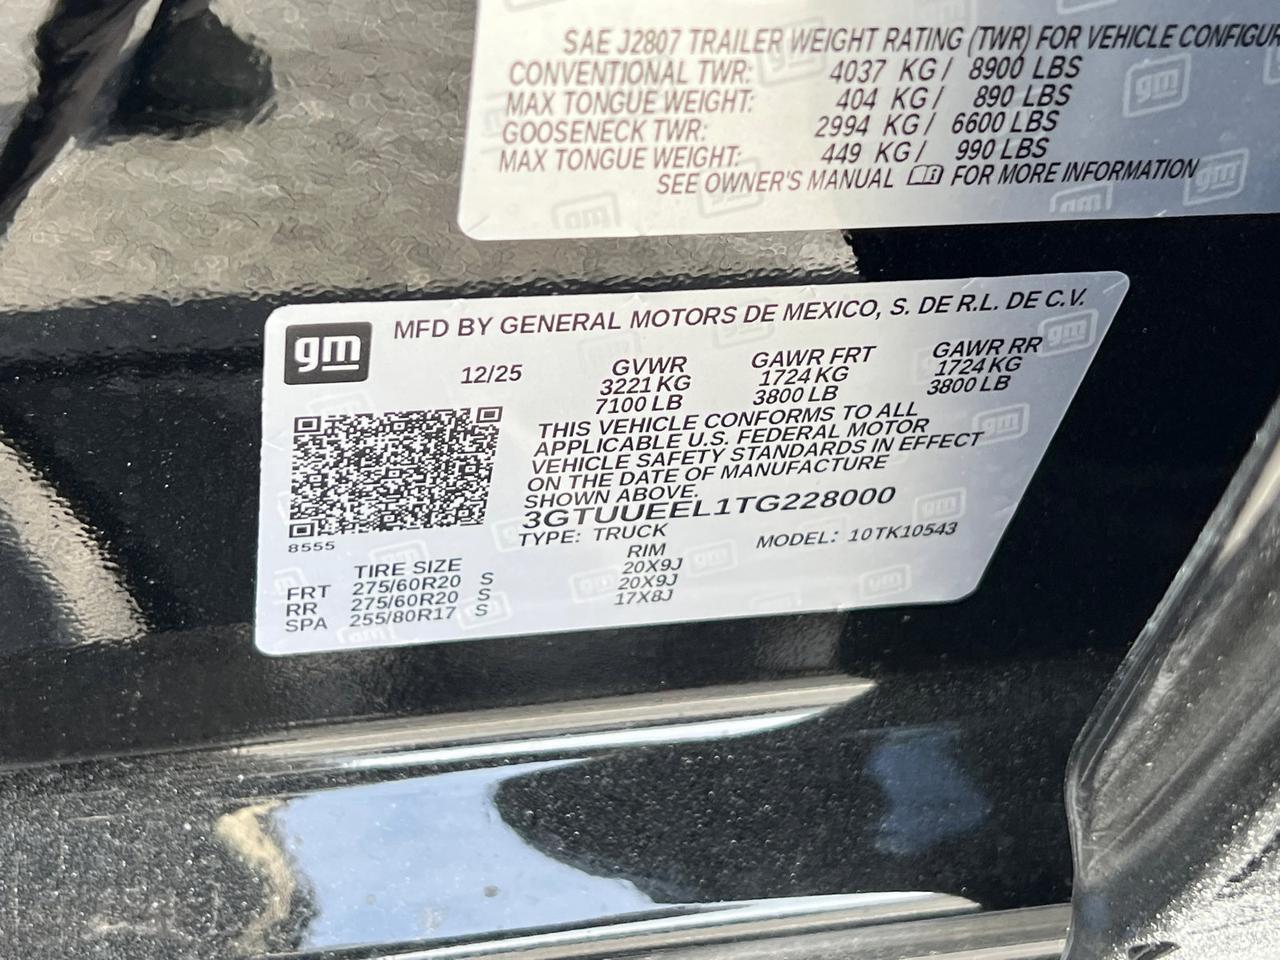 SAE J2807 TRAILER WEIGHT RATING (TWR) FOR VEHICLE
CONVENTIONAL TWR: 4037 KG / 8900 LBS
MAX TONGUE WEIGHT: 404 KG / 890 LBS
GOOSENECK TWR: 2994 KG / 6600 LBS
MAX TONGUE WEIGHT: 449 KG / 990 LBS
SEE OWNER'S MANUAL FOR MORE INFORMATION
gm
MFD BY GENERAL MOTORS DE MEXICO, S. DE R.L. DE C.V.
12/25 GVWR GAWR FRT GAWR RR
3221 KG 1724 KG 1724 KG
7100 LB 3800 LB 3800 LB
THIS VEHICLE CONFORMS TO ALL
APPLICABLE U.S. FEDERAL MOTOR
VEHICLE SAFETY STANDARDS IN EFFECT
ON THE DATE OF MANUFACTURE
SHOWN ABOVE.
3GTUUEEL1TG228000
8555
TYPE: TRUCK MODEL: 10TK10543
TIRE SIZE RIM
FRT 275/60R20 S 20X9J
RR 275/60R20 S 20X9J
SPA 255/80R17 S 17X8J